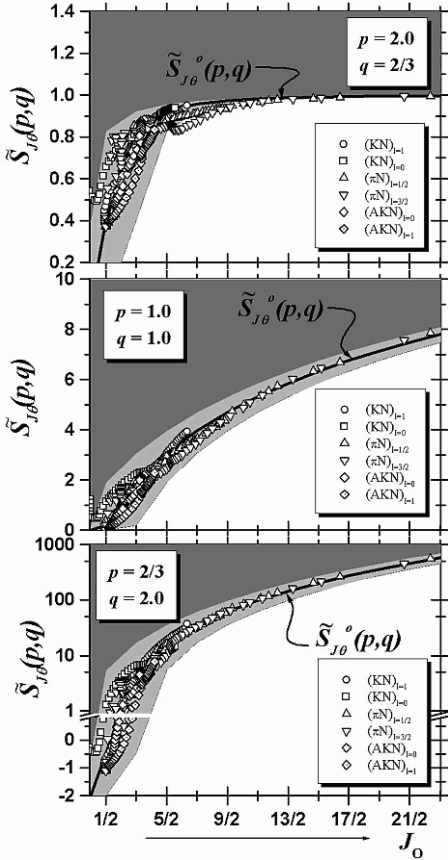 1.4
1.2
1.0
0.8
0.6
0.4
0.2
S̃Jθ(p,q)
S̃Jθ°(p,q)
p = 2.0
q = 2/3
(KN)I=1
(KN)I=0
(πN)I=1/2
(πN)I=3/2
(AKN)I=0
(AKN)I=1
10
8
6
4
2
0
S̃Jθ(p,q)
p = 1.0
q = 1.0
S̃Jθ°(p,q)
(KN)I=1
(KN)I=0
(πN)I=1/2
(πN)I=3/2
(AKN)I=0
(AKN)I=1
1000
100
10
1
0
-1
-2
S̃Jθ(p,q)
p = 2/3
q = 2.0
S̃Jθ°(p,q)
(KN)I=1
(KN)I=0
(πN)I=1/2
(πN)I=3/2
(AKN)I=0
(AKN)I=1
1/2 5/2 9/2 13/2 17/2 21/2
JO